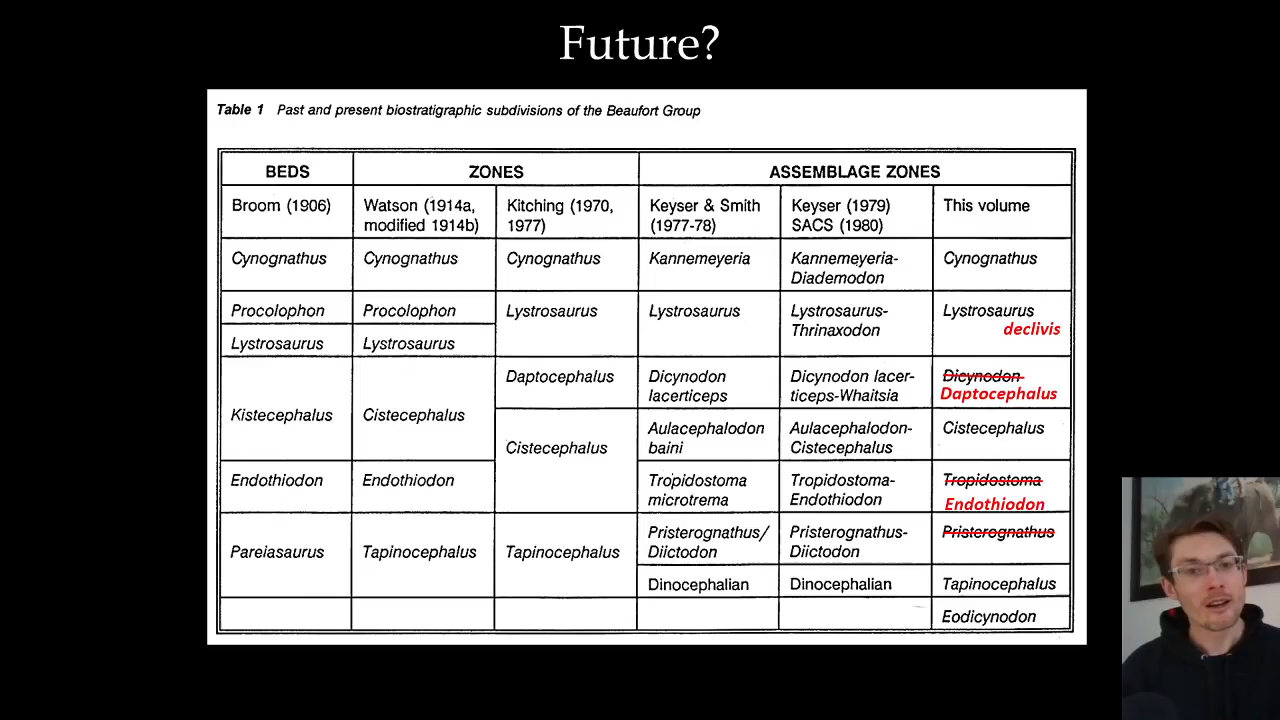 Future?
Table 1 Past and present biostratigraphic subdivisions of the Beaufort Group
BEDS ZONES ASSEMBLAGE ZONES
Broom (1906) Watson (1914a, Kitching (1970, Keyser & Smith Keyser (1979) This volume
modified 1914b) 1977) (1977-78) SACS (1980)
Cynognathus Cynognathus Cynognathus Kannemeyeria Kannemeyeria- Cynognathus
Diademodon
Procolophon Procolophon Lystrosaurus Lystrosaurus Lystrosaurus- Lystrosaurus
Thrinaxodon declivis
Lystrosaurus Lystrosaurus
Daptocephalus Dicynodon Dicynodon lacer- Dicynodon
lacerticeps ticeps-Whaitsia Daptocephalus
Kistecephalus Cistecephalus
Aulacephalodon Aulacephalodon- Cistecephalus
Cistecephalus baini Cistecephalus
Endothiodon Endothiodon Tropidostoma Tropidostoma- Tropidostoma
microtrema Endothiodon Endothiodon
Pristerognathus/ Pristerognathus- Pristerognathus
Pareiasaurus Tapinocephalus Tapinocephalus Diictodon Diictodon
Dinocephalian Dinocephalian Tapinocephalus
Eodicynodon